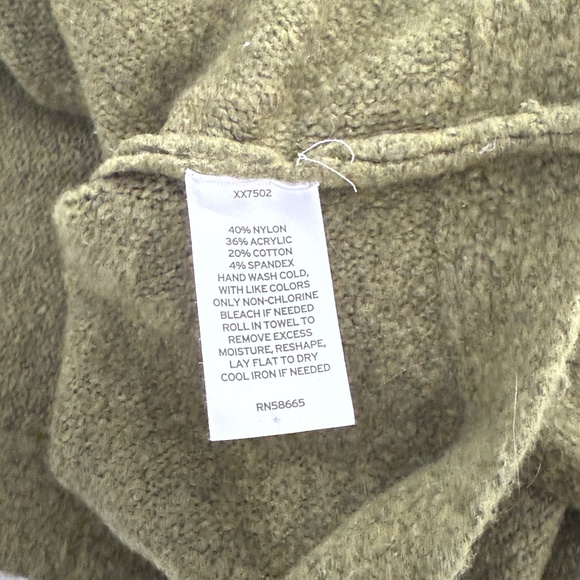 XX7502
40% NYLON
36% ACRYLIC
20% COTTON
4% SPANDEX
HAND WASH COLD,
WITH LIKE COLORS
ONLY NON-CHLORINE
BLEACH IF NEEDED
ROLL IN TOWEL TO
REMOVE EXCESS
MOISTURE, RESHAPE,
LAY FLAT TO DRY
COOL IRON IF NEEDED
RN58665